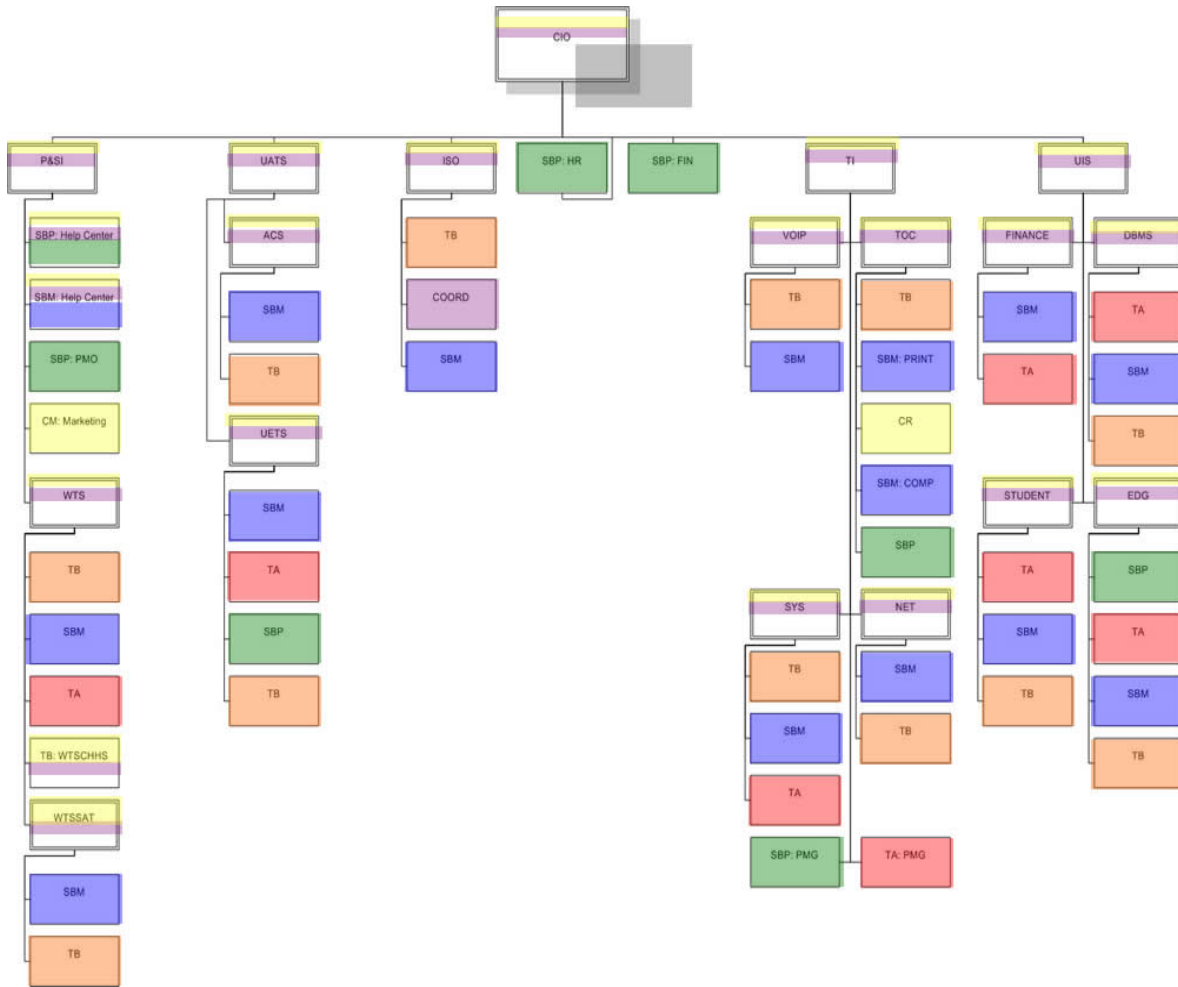 CIO
P&SI
UATS
ISO
SBP: HR
SBP: FIN
TI
UIS
SBP: Help Center
SBM: Help Center
SBP: PMO
CM: Marketing
WTS
TB
SBM
TA
TB: WTSCHHS
WTSSAT
SBM
TB
ACS
SBM
TB
UETS
SBM
TA
SBP
TB
TB
COORD
SBM
VOIP
TB
SBM
TOC
TB
SBM: PRINT
CR
SBM: COMP
SBP
SYS
TB
SBM
TA
NET
SBM
TB
SBP: PMG
TA: PMG
FINANCE
SBM
TA
DBMS
TA
SBM
TB
STUDENT
TA
SBM
TB
EDG
SBP
TA
SBM
TB